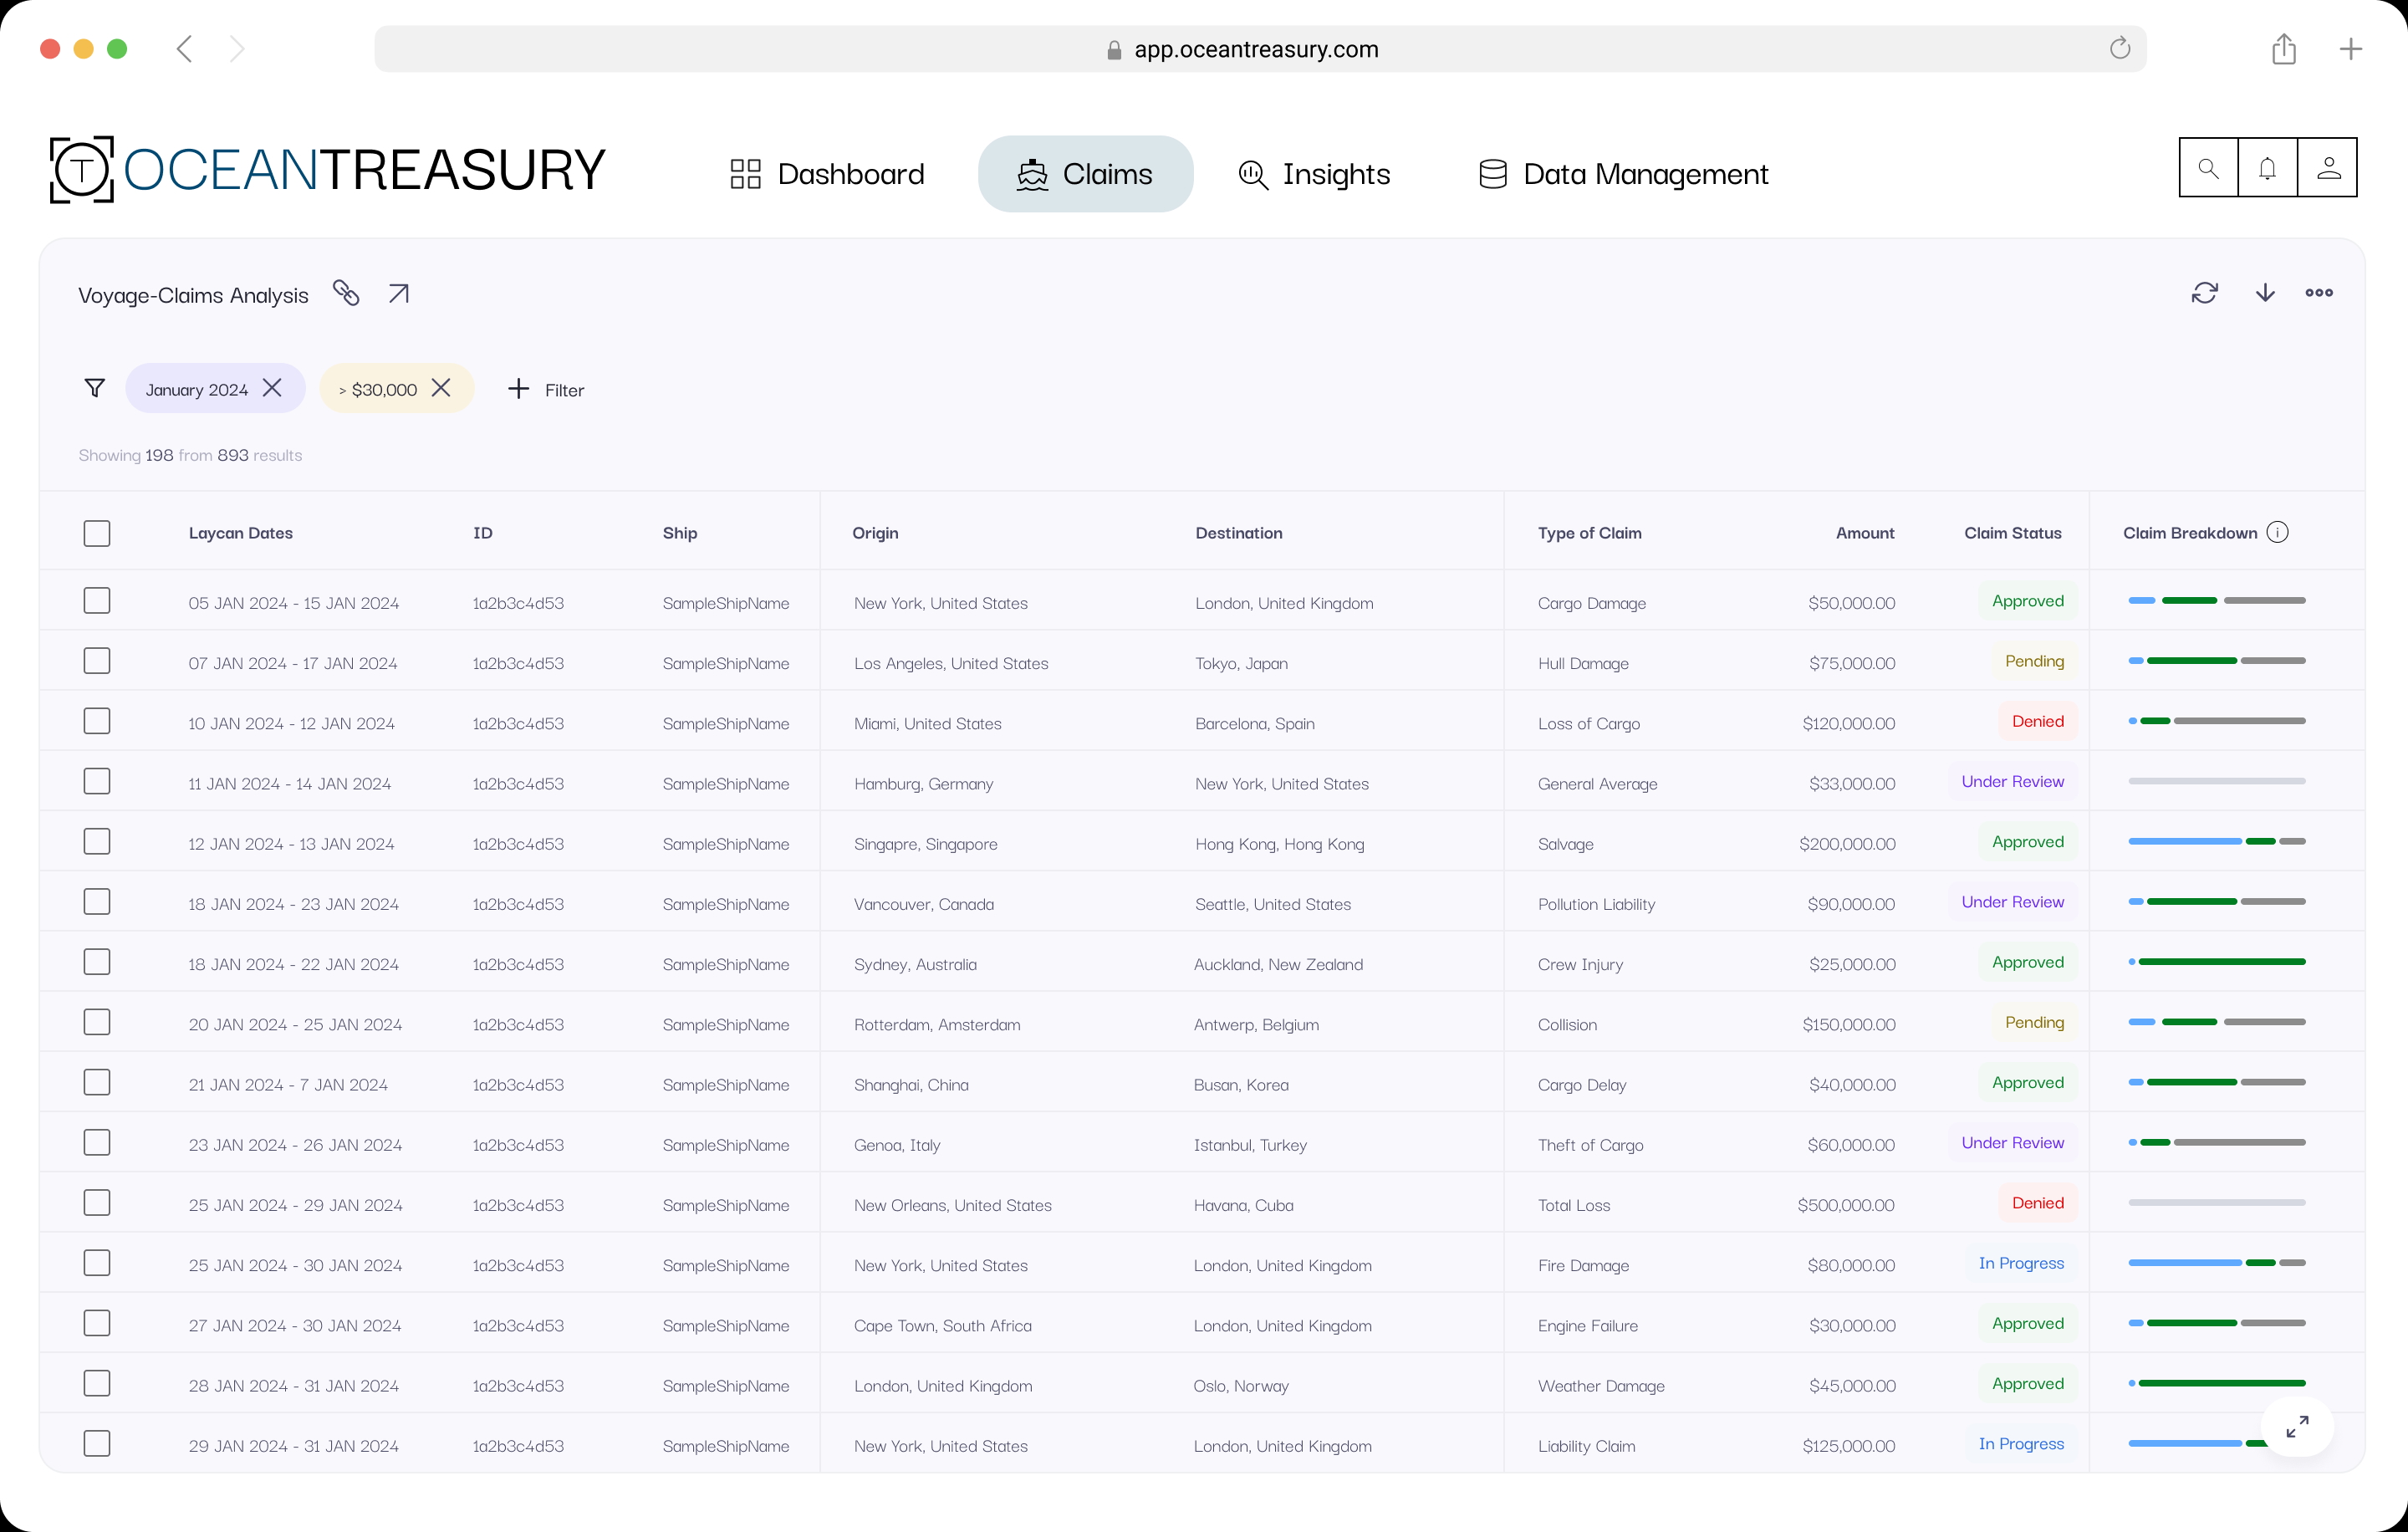 app.oceantreasury.com
T OCEANTREASURY Dashboard Claims Insights Data Management
Voyage-Claims Analysis
January 2024 > $30,000 Filter
Showing 198 from 893 results
Laycan Dates ID Ship Origin Destination Type of Claim Amount Claim Status Claim Breakdown i
05 JAN 2024 - 15 JAN 2024 1a2b3c4d53 SampleShipName New York, United States London, United Kingdom Cargo Damage $50,000.00 Approved
07 JAN 2024 - 17 JAN 2024 1a2b3c4d53 SampleShipName Los Angeles, United States Tokyo, Japan Hull Damage $75,000.00 Pending
10 JAN 2024 - 12 JAN 2024 1a2b3c4d53 SampleShipName Miami, United States Barcelona, Spain Loss of Cargo $120,000.00 Denied
11 JAN 2024 - 14 JAN 2024 1a2b3c4d53 SampleShipName Hamburg, Germany New York, United States General Average $33,000.00 Under Review
12 JAN 2024 - 13 JAN 2024 1a2b3c4d53 SampleShipName Singapre, Singapore Hong Kong, Hong Kong Salvage $200,000.00 Approved
18 JAN 2024 - 23 JAN 2024 1a2b3c4d53 SampleShipName Vancouver, Canada Seattle, United States Pollution Liability $90,000.00 Under Review
18 JAN 2024 - 22 JAN 2024 1a2b3c4d53 SampleShipName Sydney, Australia Auckland, New Zealand Crew Injury $25,000.00 Approved
20 JAN 2024 - 25 JAN 2024 1a2b3c4d53 SampleShipName Rotterdam, Amsterdam Antwerp, Belgium Collision $150,000.00 Pending
21 JAN 2024 - 7 JAN 2024 1a2b3c4d53 SampleShipName Shanghai, China Busan, Korea Cargo Delay $40,000.00 Approved
23 JAN 2024 - 26 JAN 2024 1a2b3c4d53 SampleShipName Genoa, Italy Istanbul, Turkey Theft of Cargo $60,000.00 Under Review
25 JAN 2024 - 29 JAN 2024 1a2b3c4d53 SampleShipName New Orleans, United States Havana, Cuba Total Loss $500,000.00 Denied
25 JAN 2024 - 30 JAN 2024 1a2b3c4d53 SampleShipName New York, United States London, United Kingdom Fire Damage $80,000.00 In Progress
27 JAN 2024 - 30 JAN 2024 1a2b3c4d53 SampleShipName Cape Town, South Africa London, United Kingdom Engine Failure $30,000.00 Approved
28 JAN 2024 - 31 JAN 2024 1a2b3c4d53 SampleShipName London, United Kingdom Oslo, Norway Weather Damage $45,000.00 Approved
29 JAN 2024 - 31 JAN 2024 1a2b3c4d53 SampleShipName New York, United States London, United Kingdom Liability Claim $125,000.00 In Progress